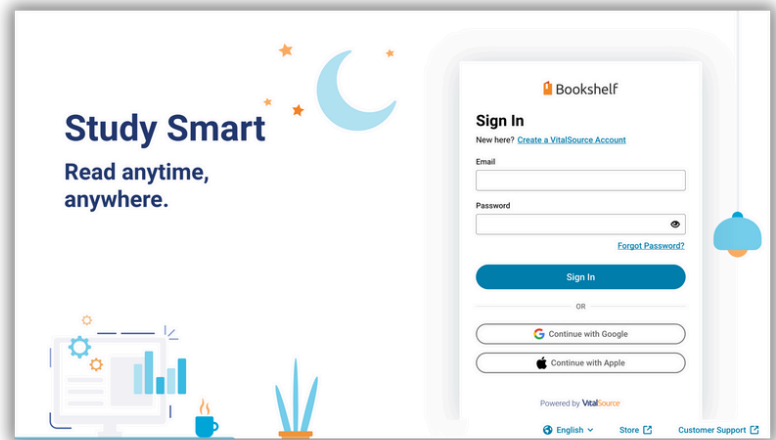 Study Smart
Read anytime,
anywhere.
Bookshelf
Sign In
New here? Create a VitalSource Account
Email
Password
Forgot Password?
Sign In
OR
Continue with Google
Continue with Apple
Powered by VitalSource
English
Store
Customer Support